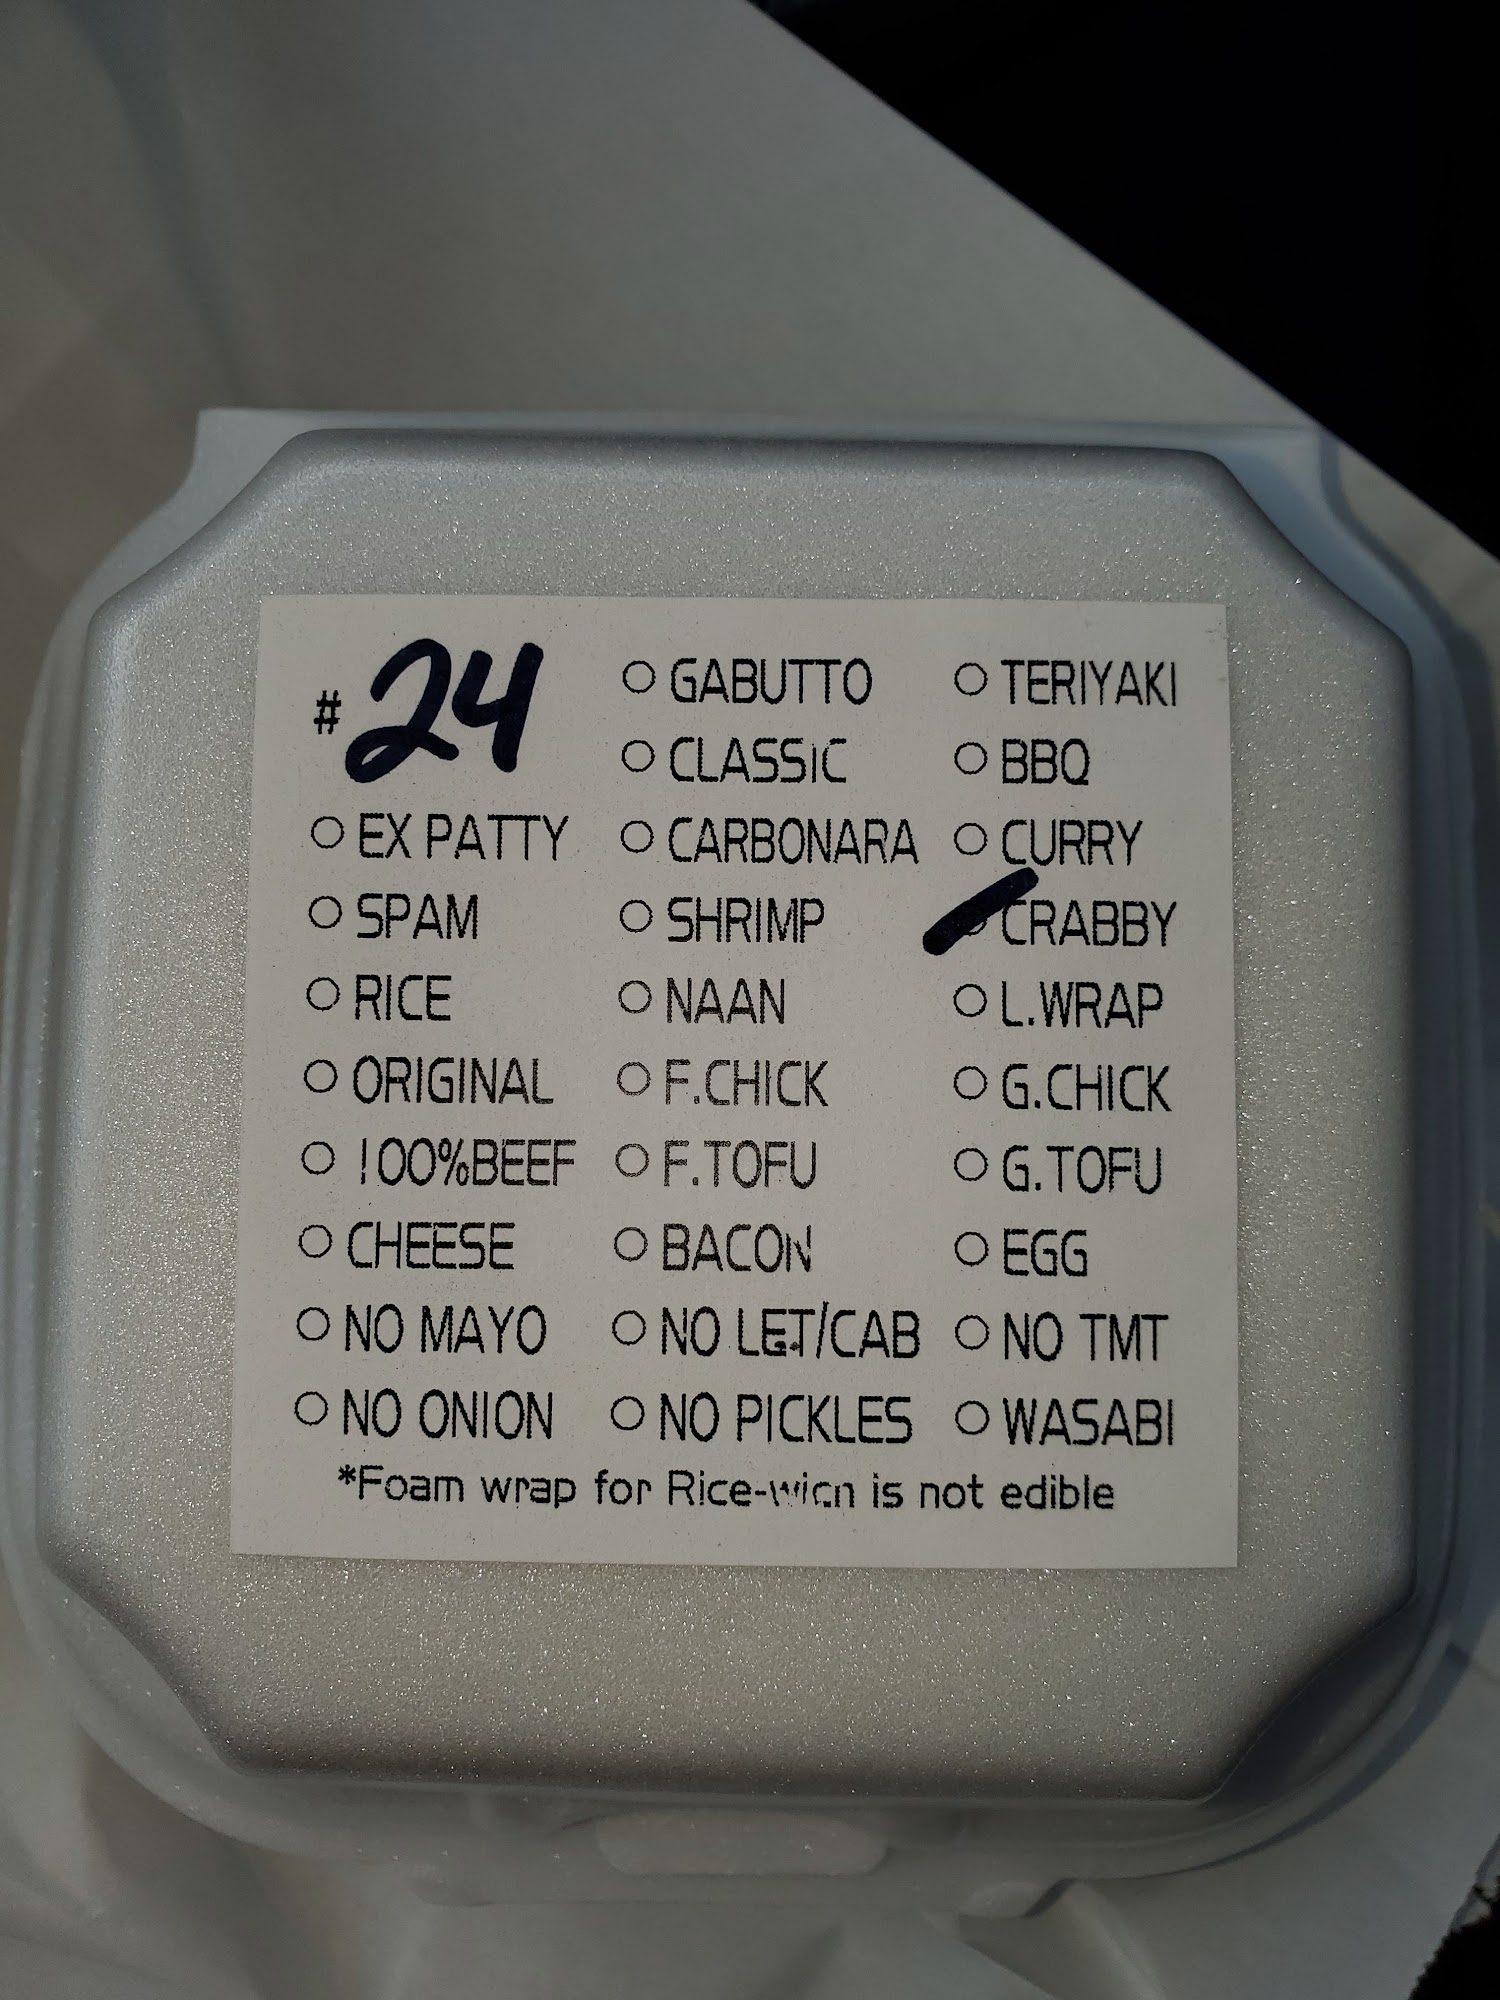 #24 ○ GABUTTO ○ TERIYAKI
○ CLASSIC ○ BBQ
○ EX PATTY ○ CARBONARA ○ CURRY
○ SPAM ○ SHRIMP CRABBY
○ RICE ○ NAAN ○ L.WRAP
○ ORIGINAL ○ F.CHICK ○ G.CHICK
○ 100%BEEF ○ F.TOFU ○ G.TOFU
○ CHEESE ○ BACON ○ EGG
○ NO MAYO ○ NO LET/CAB ○ NO TMT
○ NO ONION ○ NO PICKLES ○ WASABI
*Foam wrap for Rice-wich is not edible